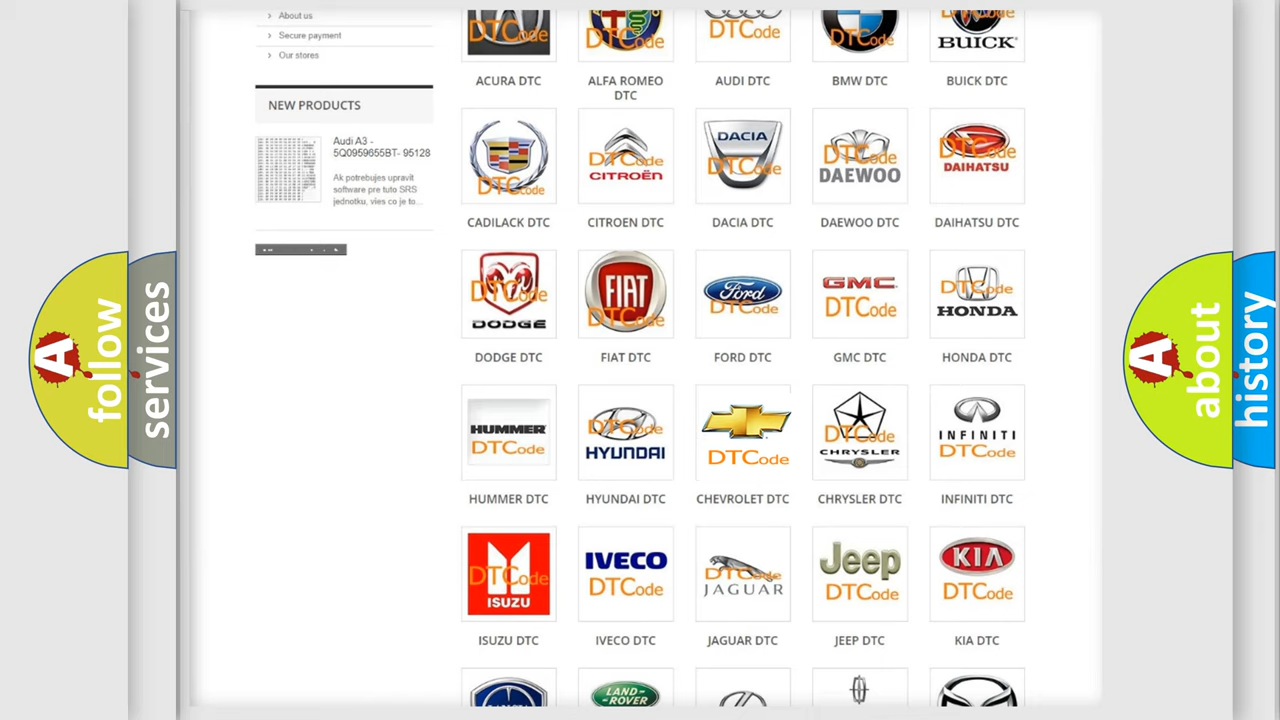 About us
Secure payment
Our stores
NEW PRODUCTS
Audi A3 -
5Q0959655BT- 95128
Ak potrebujes upravit
software pre tuto SRS
jednotku, vies co je to...
DTCode DTCode DTCode DTCode BUICK
ACURA DTC ALFA ROMEO DTC AUDI DTC BMW DTC BUICK DTC
DTCode DTCode CITROËN DACIA DTCode DTCode DAEWOO DTCode DAIHATSU
CADILACK DTC CITROEN DTC DACIA DTC DAEWOO DTC DAIHATSU DTC
DTCode DODGE FIAT DTCode Ford DTCode GMC DTCode DTCode HONDA
DODGE DTC FIAT DTC FORD DTC GMC DTC HONDA DTC
HUMMER DTCode DTCode HYUNDAI DTCode DTCode CHRYSLER INFINITI DTCode
HUMMER DTC HYUNDAI DTC CHEVROLET DTC CHRYSLER DTC INFINITI DTC
DTCode ISUZU IVECO DTCode DTCode JAGUAR Jeep DTCode KIA DTCode
ISUZU DTC IVECO DTC JAGUAR DTC JEEP DTC KIA DTC
LAND-
ROVER
A follow
services
A about
history